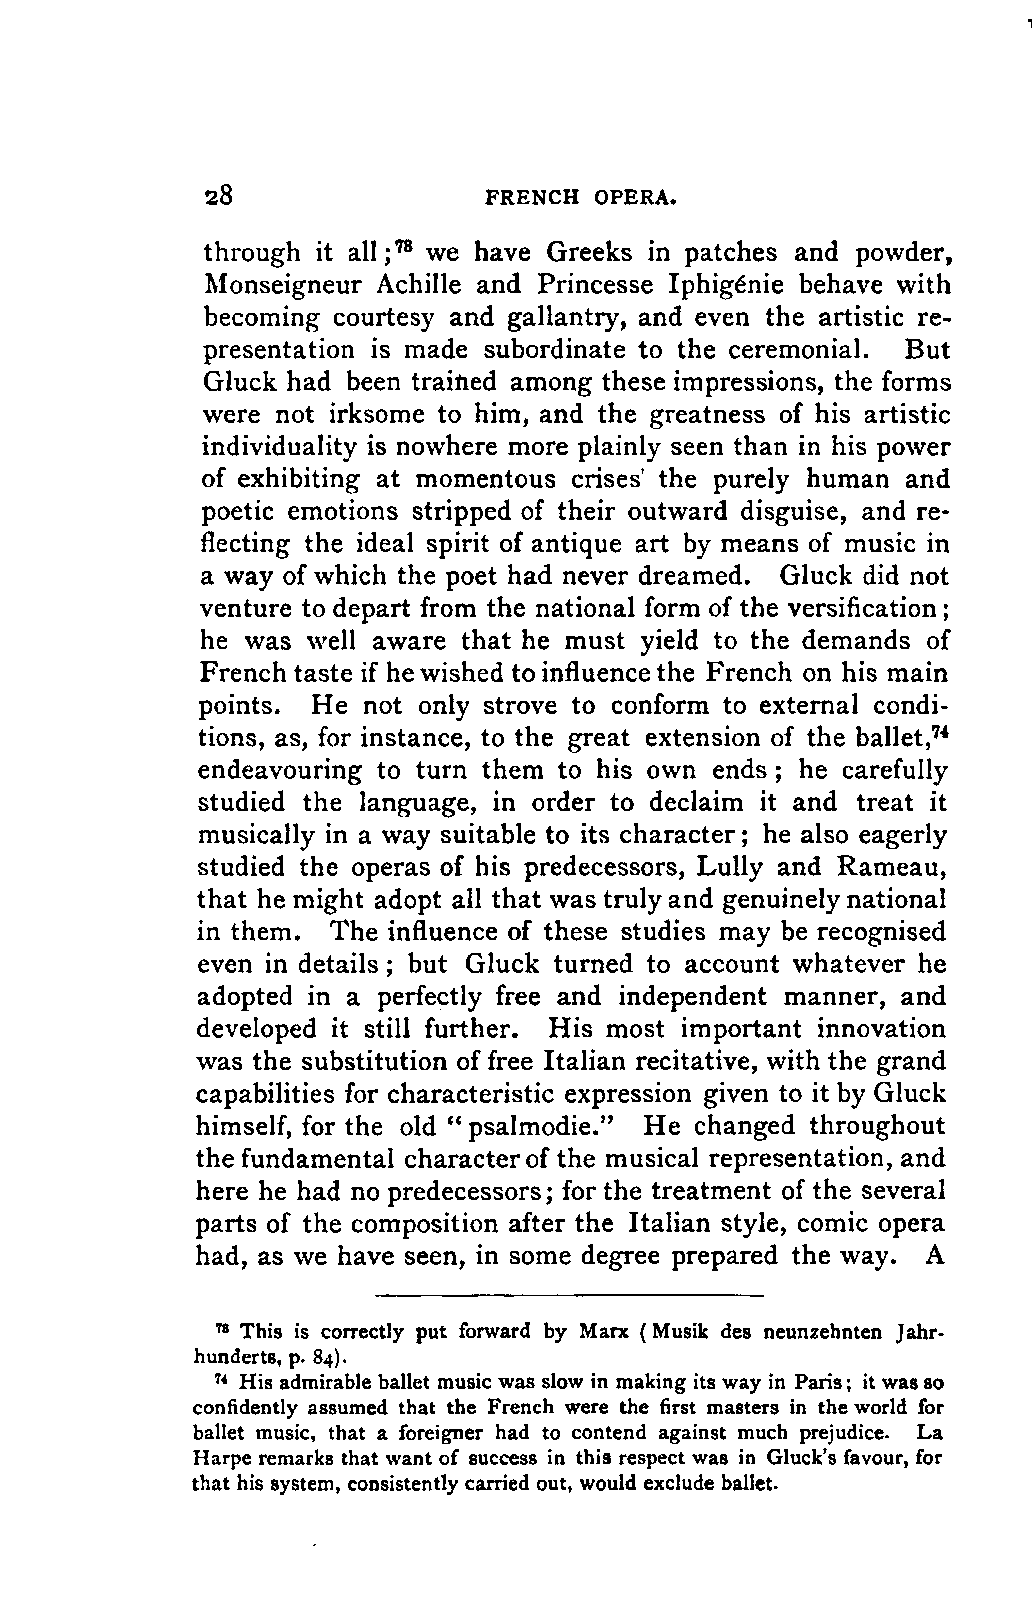 28 FRENCH OPERA.
through it all;⁷³ we have Greeks in patches and powder,
Monseigneur Achille and Princesse Iphigénie behave with
becoming courtesy and gallantry, and even the artistic re-
presentation is made subordinate to the ceremonial. But
Gluck had been trained among these impressions, the forms
were not irksome to him, and the greatness of his artistic
individuality is nowhere more plainly seen than in his power
of exhibiting at momentous crises' the purely human and
poetic emotions stripped of their outward disguise, and re-
flecting the ideal spirit of antique art by means of music in
a way of which the poet had never dreamed. Gluck did not
venture to depart from the national form of the versification;
he was well aware that he must yield to the demands of
French taste if he wished to influence the French on his main
points. He not only strove to conform to external condi-
tions, as, for instance, to the great extension of the ballet,⁷⁴
endeavouring to turn them to his own ends; he carefully
studied the language, in order to declaim it and treat it
musically in a way suitable to its character; he also eagerly
studied the operas of his predecessors, Lully and Rameau,
that he might adopt all that was truly and genuinely national
in them. The influence of these studies may be recognised
even in details; but Gluck turned to account whatever he
adopted in a perfectly free and independent manner, and
developed it still further. His most important innovation
was the substitution of free Italian recitative, with the grand
capabilities for characteristic expression given to it by Gluck
himself, for the old "psalmodie." He changed throughout
the fundamental character of the musical representation, and
here he had no predecessors; for the treatment of the several
parts of the composition after the Italian style, comic opera
had, as we have seen, in some degree prepared the way. A
⁷³ This is correctly put forward by Marx (Musik des neunzehnten Jahr-
hunderts, p. 84).
⁷⁴ His admirable ballet music was slow in making its way in Paris; it was so
confidently assumed that the French were the first masters in the world for
ballet music, that a foreigner had to contend against much prejudice. La
Harpe remarks that want of success in this respect was in Gluck's favour, for
that his system, consistently carried out, would exclude ballet.